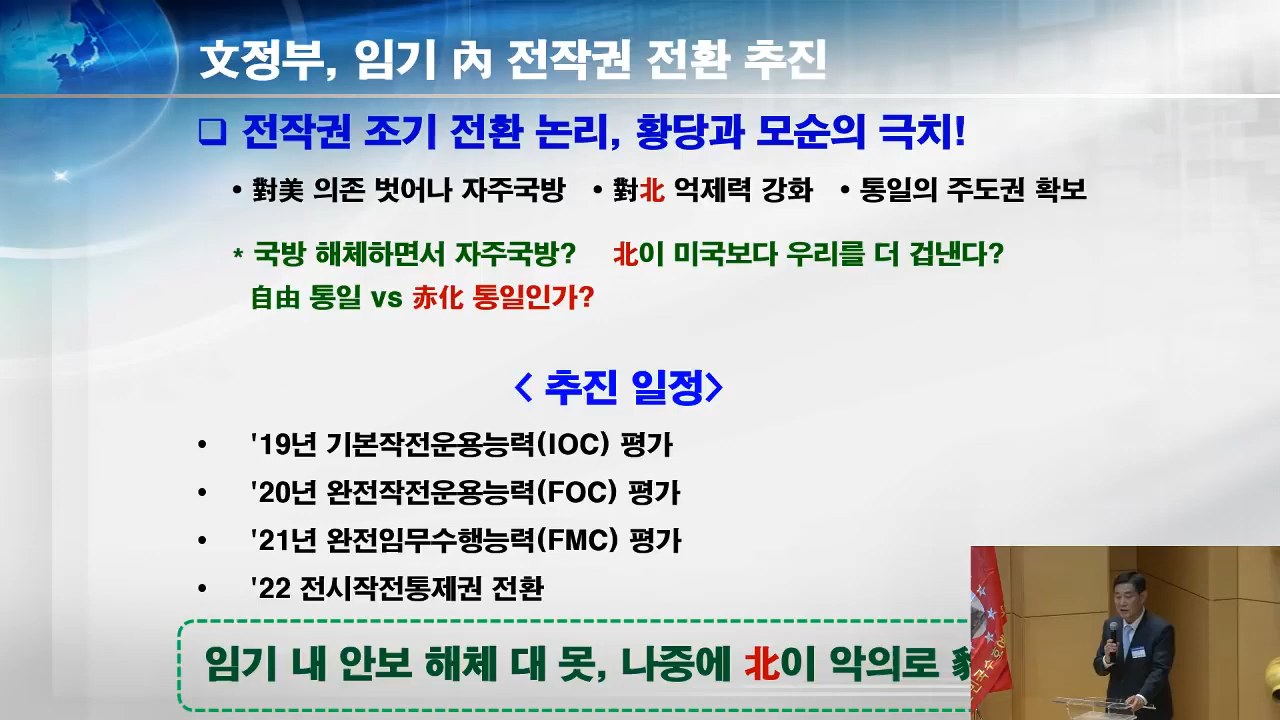 文정부, 임기 內 전작권 전환 추진
❑ 전작권 조기 전환 논리, 황당과 모순의 극치!
• 對美 의존 벗어나 자주국방 • 對北 억제력 강화 • 통일의 주도권 확보
* 국방 해체하면서 자주국방? 北이 미국보다 우리를 더 겁낸다?
自由 통일 vs 赤化 통일인가?
< 추진 일정>
• '19년 기본작전운용능력(IOC) 평가
• '20년 완전작전운용능력(FOC) 평가
• '21년 완전임무수행능력(FMC) 평가
• '22 전시작전통제권 전환
임기 내 안보 해체 대 못, 나중에 北이 악의로